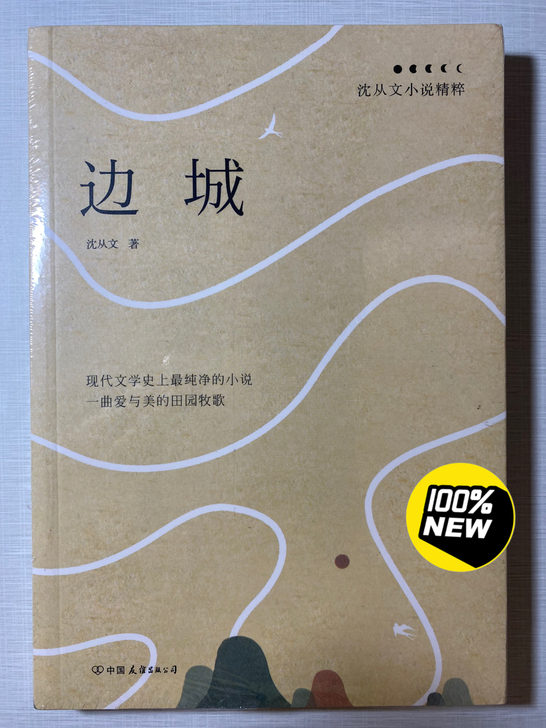 沈从文小说精粹
边城
沈从文 著
现代文学史上最纯净的小说
一曲爱与美的田园牧歌
100%
NEW
中国友谊出版公司